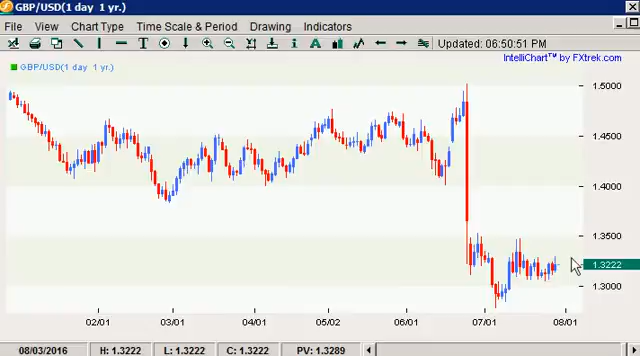 GBP/USD(1 day 1 yr.)
File View Chart Type Time Scale & Period Drawing Indicators
T A Updated: 06:50:51 PM
IntelliChart™ by FXtrek.com
GBP/USD(1 day 1 yr.)
1.5000
1.4500
1.4000
1.3500
1.3222
1.3000
02/01 03/01 04/01 05/01 06/01 07/01 08/01
08/03/2016 H: 1.3222 L: 1.3222 C: 1.3222 PV: 1.3289